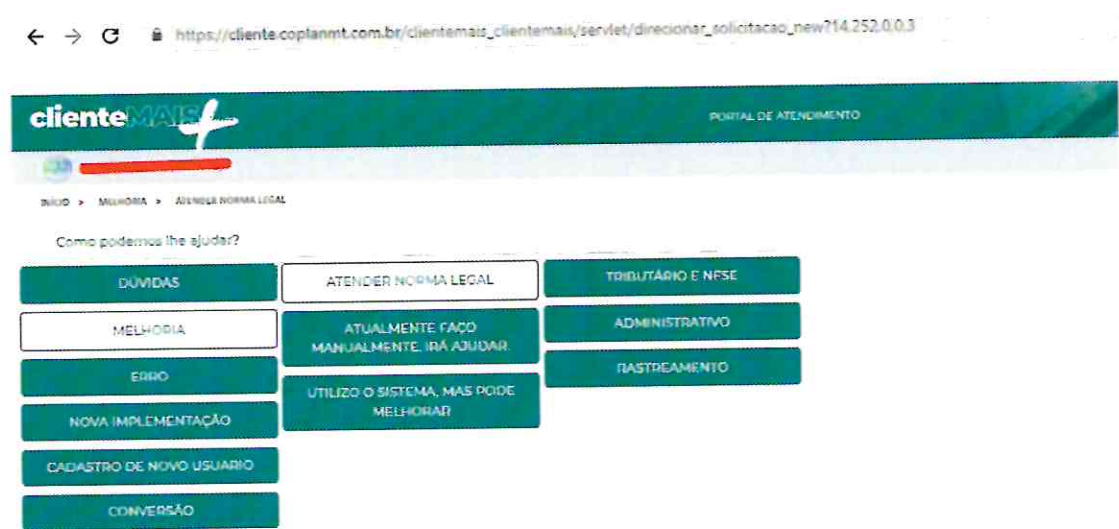 https://cliente.coplanmt.com.br/clientemais_clientemais/servlet/direcionar_solicitacao_new?14,252,0,0,3
clienteMAIS+
PORTAL DE ATENDIMENTO
INÍCIO > MELHORIA > ATENDER NORMA LEGAL
Como podemos lhe ajudar?
DÚVIDAS
MELHORIA
ERRO
NOVA IMPLEMENTAÇÃO
CADASTRO DE NOVO USUARIO
CONVERSÃO
ATENDER NORMA LEGAL
ATUALMENTE FAÇO
MANUALMENTE, IRÁ AJUDAR.
UTILIZO O SISTEMA, MAS PODE
MELHORAR
TRIBUTÁRIO E NFSE
ADMINISTRATIVO
RASTREAMENTO